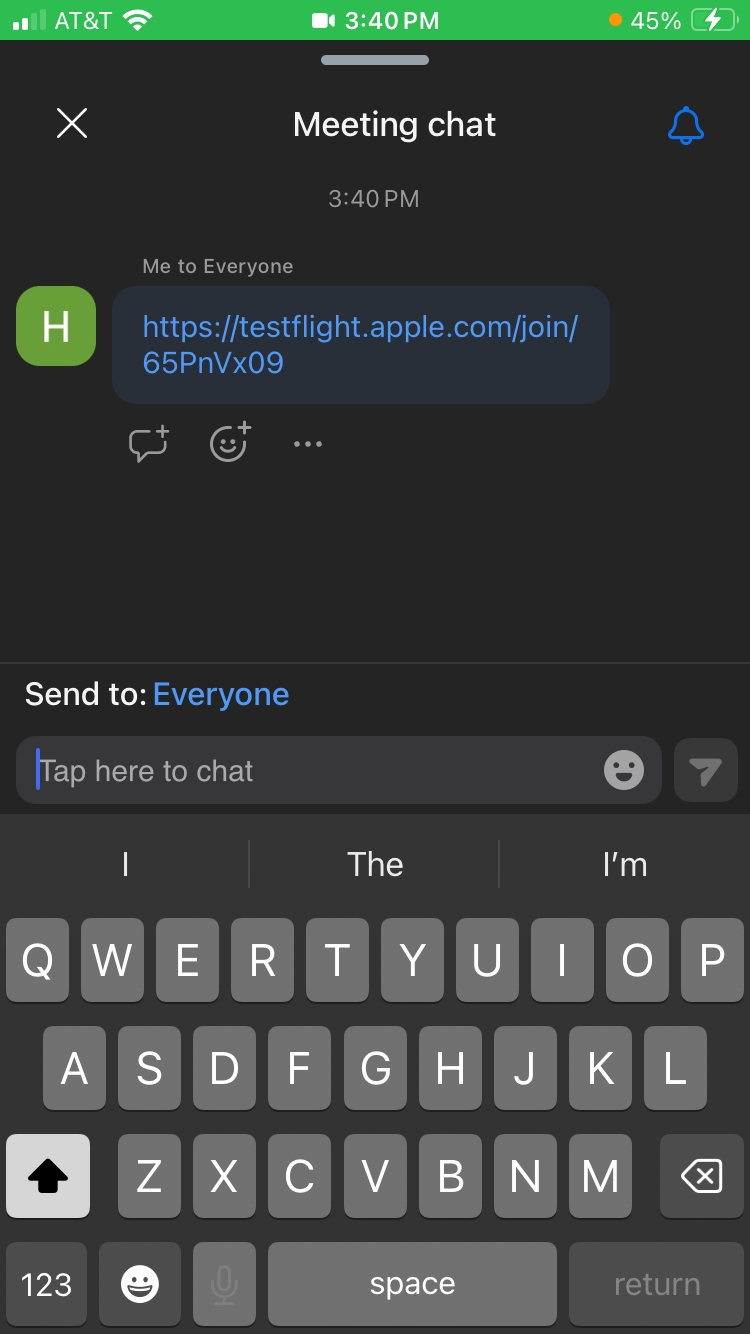 AT&T 3:40 PM 45%
Meeting chat
3:40 PM
Me to Everyone
H
https://testflight.apple.com/join/
65PnVx09
Send to: Everyone
Tap here to chat
I The I'm
Q W E R T Y U I O P
A S D F G H J K L
Z X C V B N M
123 space return